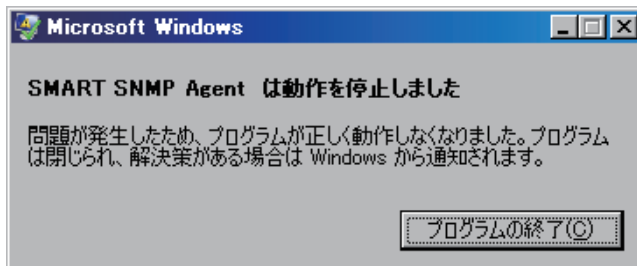 Microsoft Windows
SMART SNMP Agent は動作を停止しました
問題が発生したため、プログラムが正しく動作しなくなりました。プログラム
は閉じられ、解決策がある場合は Windows から通知されます。
プログラムの終了(C)